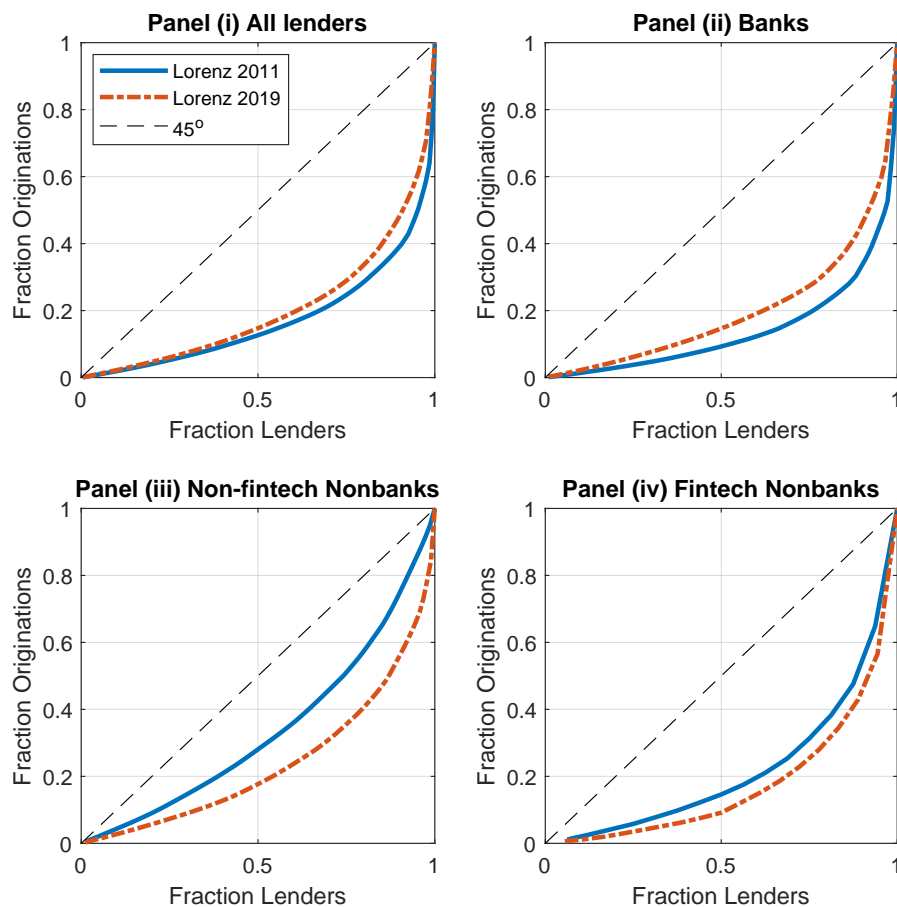 Panel (i) All lenders
1
0.8
0.6
0.4
0.2
0
Fraction Originations
Lorenz 2011
Lorenz 2019
45º
0
0.5
1
Fraction Lenders
Panel (ii) Banks
1
0.8
0.6
0.4
0.2
0
Fraction Originations
0
0.5
1
Fraction Lenders
Panel (iii) Non-fintech Nonbanks
1
0.8
0.6
0.4
0.2
0
Fraction Originations
0
0.5
1
Fraction Lenders
Panel (iv) Fintech Nonbanks
1
0.8
0.6
0.4
0.2
0
Fraction Originations
0
0.5
1
Fraction Lenders